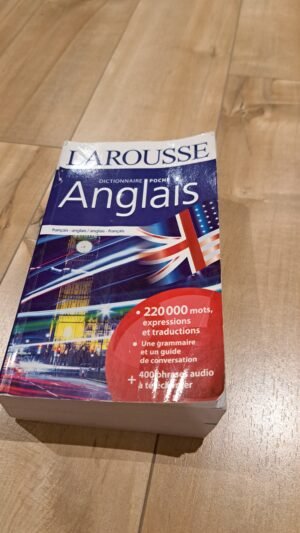 LAROUSSE
DICTIONNAIRE POCHE
Anglais
français - anglais / anglais - français
• 220 000 mots,
expressions
et traductions
• Une grammaire
et un guide
de conversation
+ 400 phrases audio
à télécharger